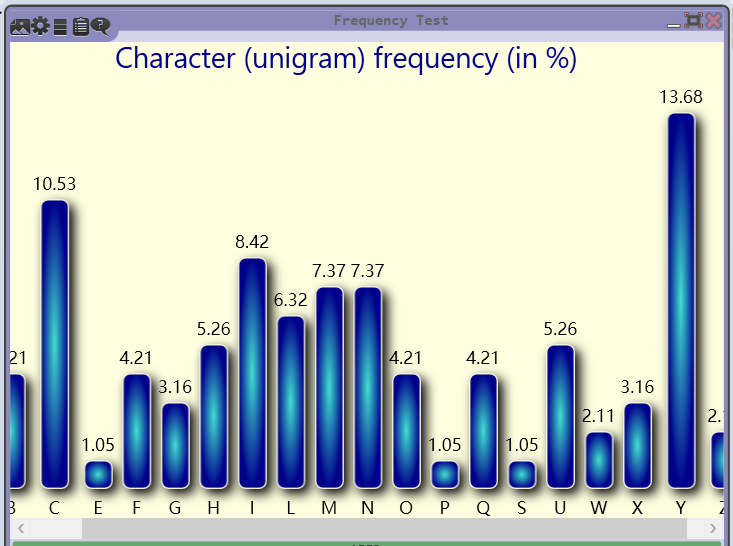 Frequency Test
Character (unigram) frequency (in %)
13.68
10.53
8.42
7.37 7.37
6.32
5.26 5.26
21 4.21 4.21 4.21
3.16 3.16
2.11 2.
1.05 1.05 1.05
B C E F G H I L M N O P Q S U W X Y Z